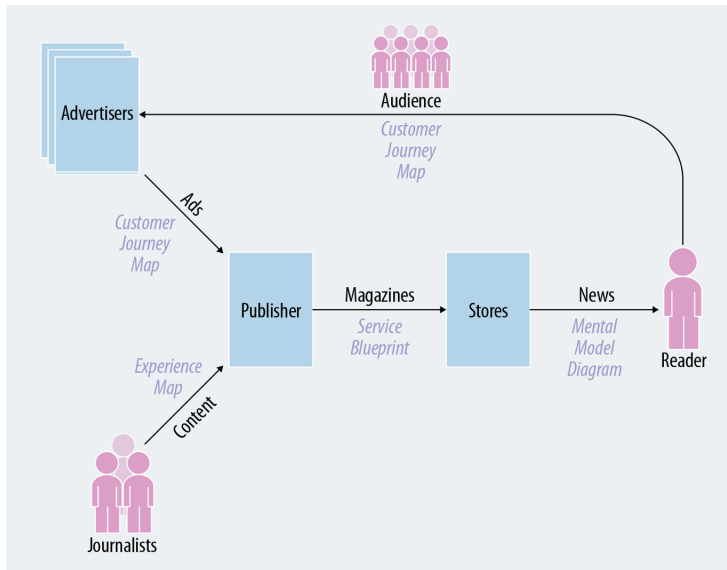 Advertisers
Audience
Customer
Journey
Map
Ads
Customer
Journey
Map
Publisher
Magazines
Service
Blueprint
Stores
News
Mental
Model
Diagram
Reader
Experience
Map
Content
Journalists